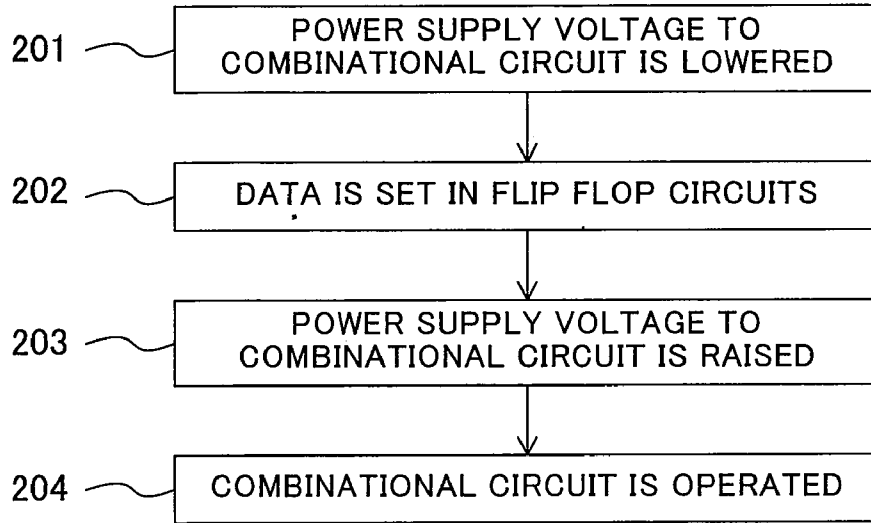 201
POWER SUPPLY VOLTAGE TO
COMBINATIONAL CIRCUIT IS LOWERED
202
DATA IS SET IN FLIP FLOP CIRCUITS
203
POWER SUPPLY VOLTAGE TO
COMBINATIONAL CIRCUIT IS RAISED
204
COMBINATIONAL CIRCUIT IS OPERATED